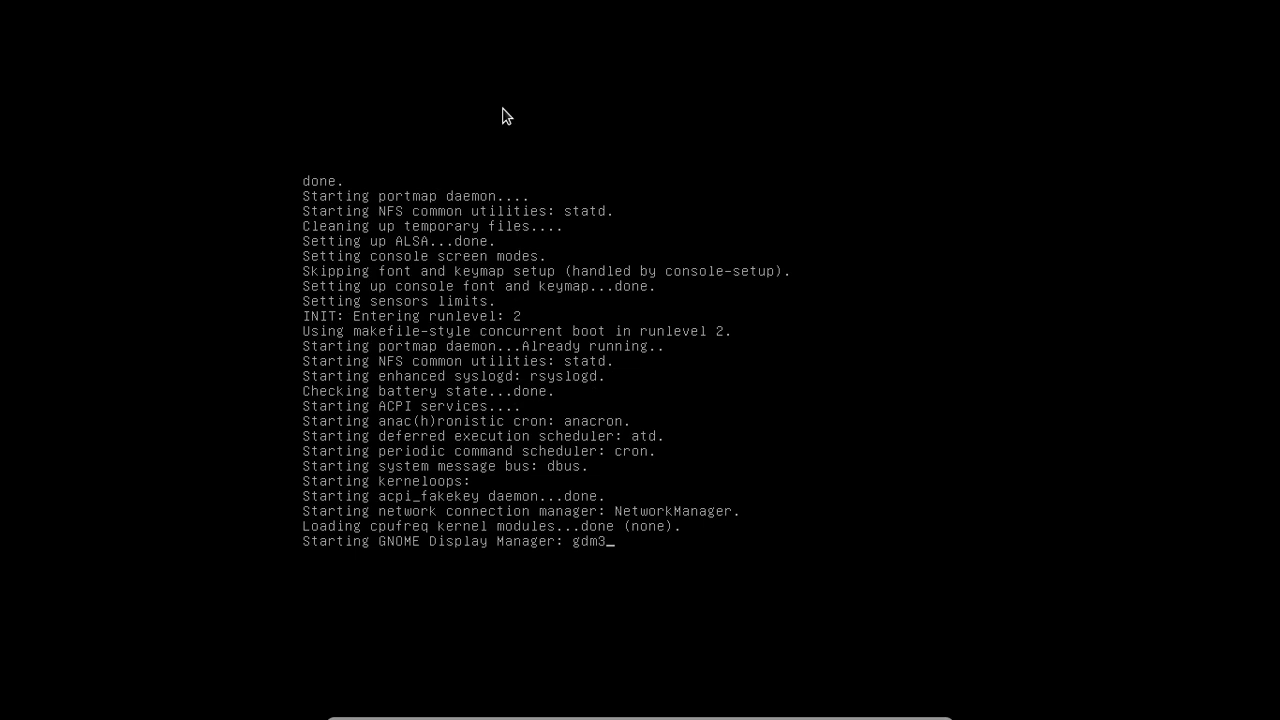 done.
Starting portmap daemon....
Starting NFS common utilities: statd.
Cleaning up temporary files....
Setting up ALSA...done.
Setting console screen modes.
Skipping font and keymap setup (handled by console-setup).
Setting up console font and keymap...done.
Setting sensors limits.
INIT: Entering runlevel: 2
Using makefile-style concurrent boot in runlevel 2.
Starting portmap daemon...Already running..
Starting NFS common utilities: statd.
Starting enhanced syslogd: rsyslogd.
Checking battery state...done.
Starting ACPI services....
Starting anac(h)ronistic cron: anacron.
Starting deferred execution scheduler: atd.
Starting periodic command scheduler: cron.
Starting system message bus: dbus.
Starting kerneloops:
Starting acpi_fakekey daemon...done.
Starting network connection manager: NetworkManager.
Loading cpufreq kernel modules...done (none).
Starting GNOME Display Manager: gdm3_